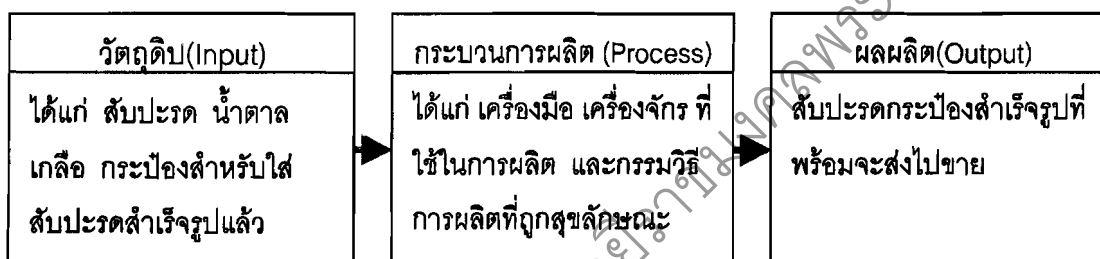 วัตถุดิบ(Input)
ได้แก่ สับปะรด น้ำตาล
เกลือ กระป๋องสำหรับใส่
สับปะรดสำเร็จรูปแล้ว
กระบวนการผลิต (Process)
ได้แก่ เครื่องมือ เครื่องจักร ที่
ใช้ในการผลิต และกรรมวิธี
การผลิตที่ถูกสุขลักษณะ
ผลผลิต(Output)
สับปะรดกระป๋องสำเร็จรูปที่
พร้อมจะส่งไปขาย